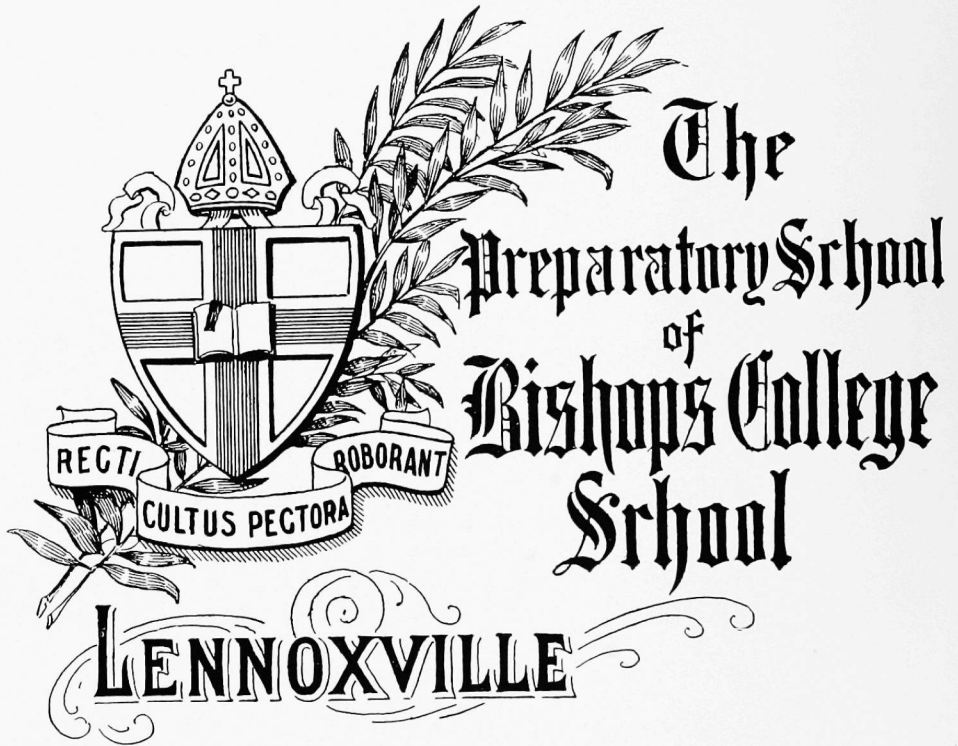 The
Preparatory School
of
Bishops College
School
RECTI
CULTUS PECTORA
ROBORANT
LENNOXVILLE